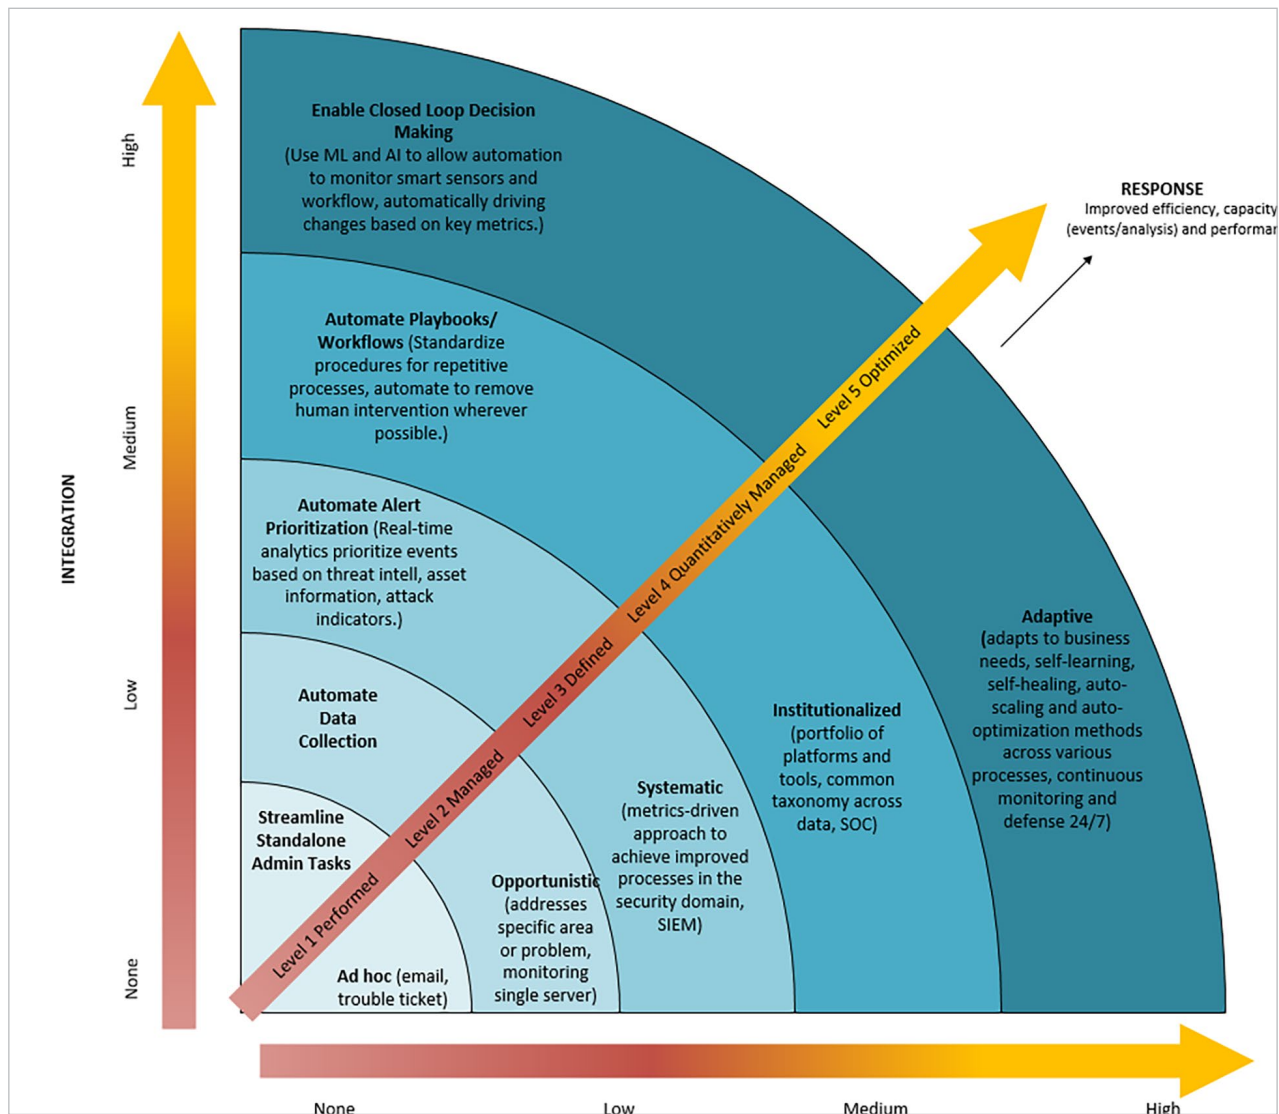 High
Medium
Low
None
INTEGRATION
Enable Closed Loop Decision
Making
(Use ML and AI to allow automation
to monitor smart sensors and
workflow, automatically driving
changes based on key metrics.)
Automate Playbooks/
Workflows (Standardize
procedures for repetitive
processes, automate to remove
human intervention wherever
possible.)
Automate Alert
Prioritization (Real-time
analytics prioritize events
based on threat intell, asset
information, attack
indicators.)
Automate
Data
Collection
Streamline
Standalone
Admin Tasks
Level 1 Performed
Level 2 Managed
Level 3 Defined
Level 4 Quantitatively Managed
Level 5 Optimized
RESPONSE
Improved efficiency, capacity
(events/analysis) and performan
Ad hoc (email,
trouble ticket)
Opportunistic
(addresses
specific area
or problem,
monitoring
single server)
Systematic
(metrics-driven
approach to
achieve improved
processes in the
security domain,
SIEM)
Institutionalized
(portfolio of
platforms and
tools, common
taxonomy across
data, SOC)
Adaptive
(adapts to business
needs, self-learning,
self-healing, auto-
scaling and auto-
optimization methods
across various
processes, continuous
monitoring and
defense 24/7)
None
Low
Medium
High